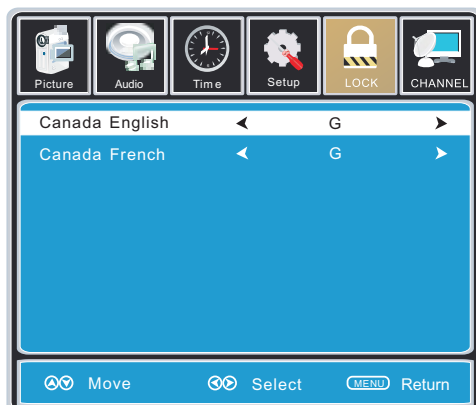 Picture Audio Time Setup LOCK CHANNEL
Canada English G
Canada French G
Move Select MENU Return